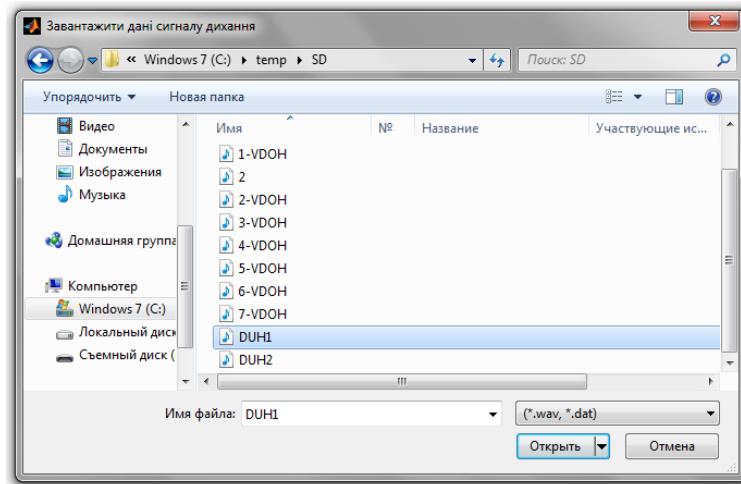 Завантажити дані сигналу дихання
« Windows 7 (C:) ▸ temp ▸ SD
Поиск: SD
Упорядочить
Новая папка
Видео
Документы
Изображения
Музыка
Домашняя группа
Компьютер
Windows 7 (C:)
Локальный диск
Съемный диск (
Имя
№
Название
Участвующие ис...
1-VDOH
2
2-VDOH
3-VDOH
4-VDOH
5-VDOH
6-VDOH
7-VDOH
DUH1
DUH2
Имя файла: DUH1
(*.wav, *.dat)
Открыть
Отмена